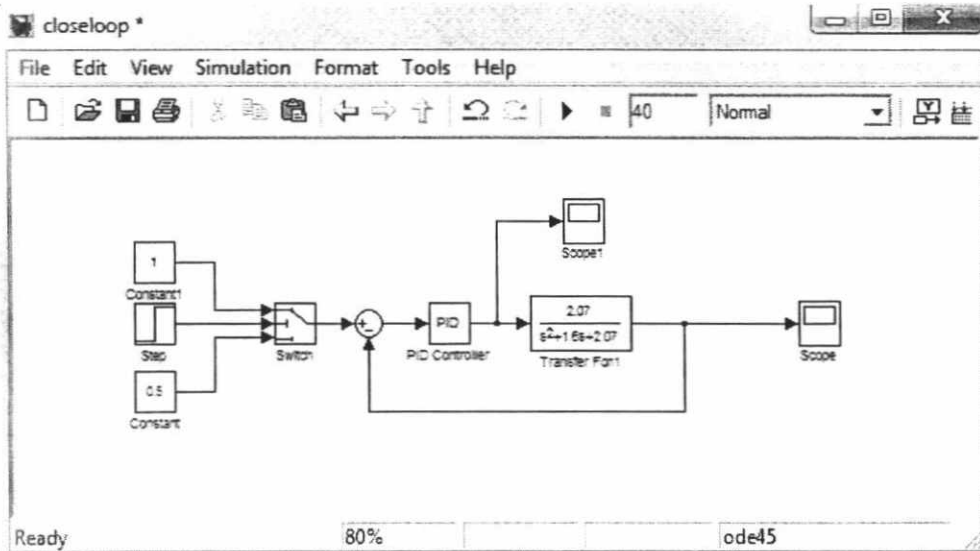 closeloop *
File Edit View Simulation Format Tools Help
40 Normal
Scope1
1
Constant1
Step
0.5
Constant
Switch
+-
PID
PID Controller
2.07
s²+1.6s+2.07
Transfer Fcn1
Scope
Ready 80% ode45